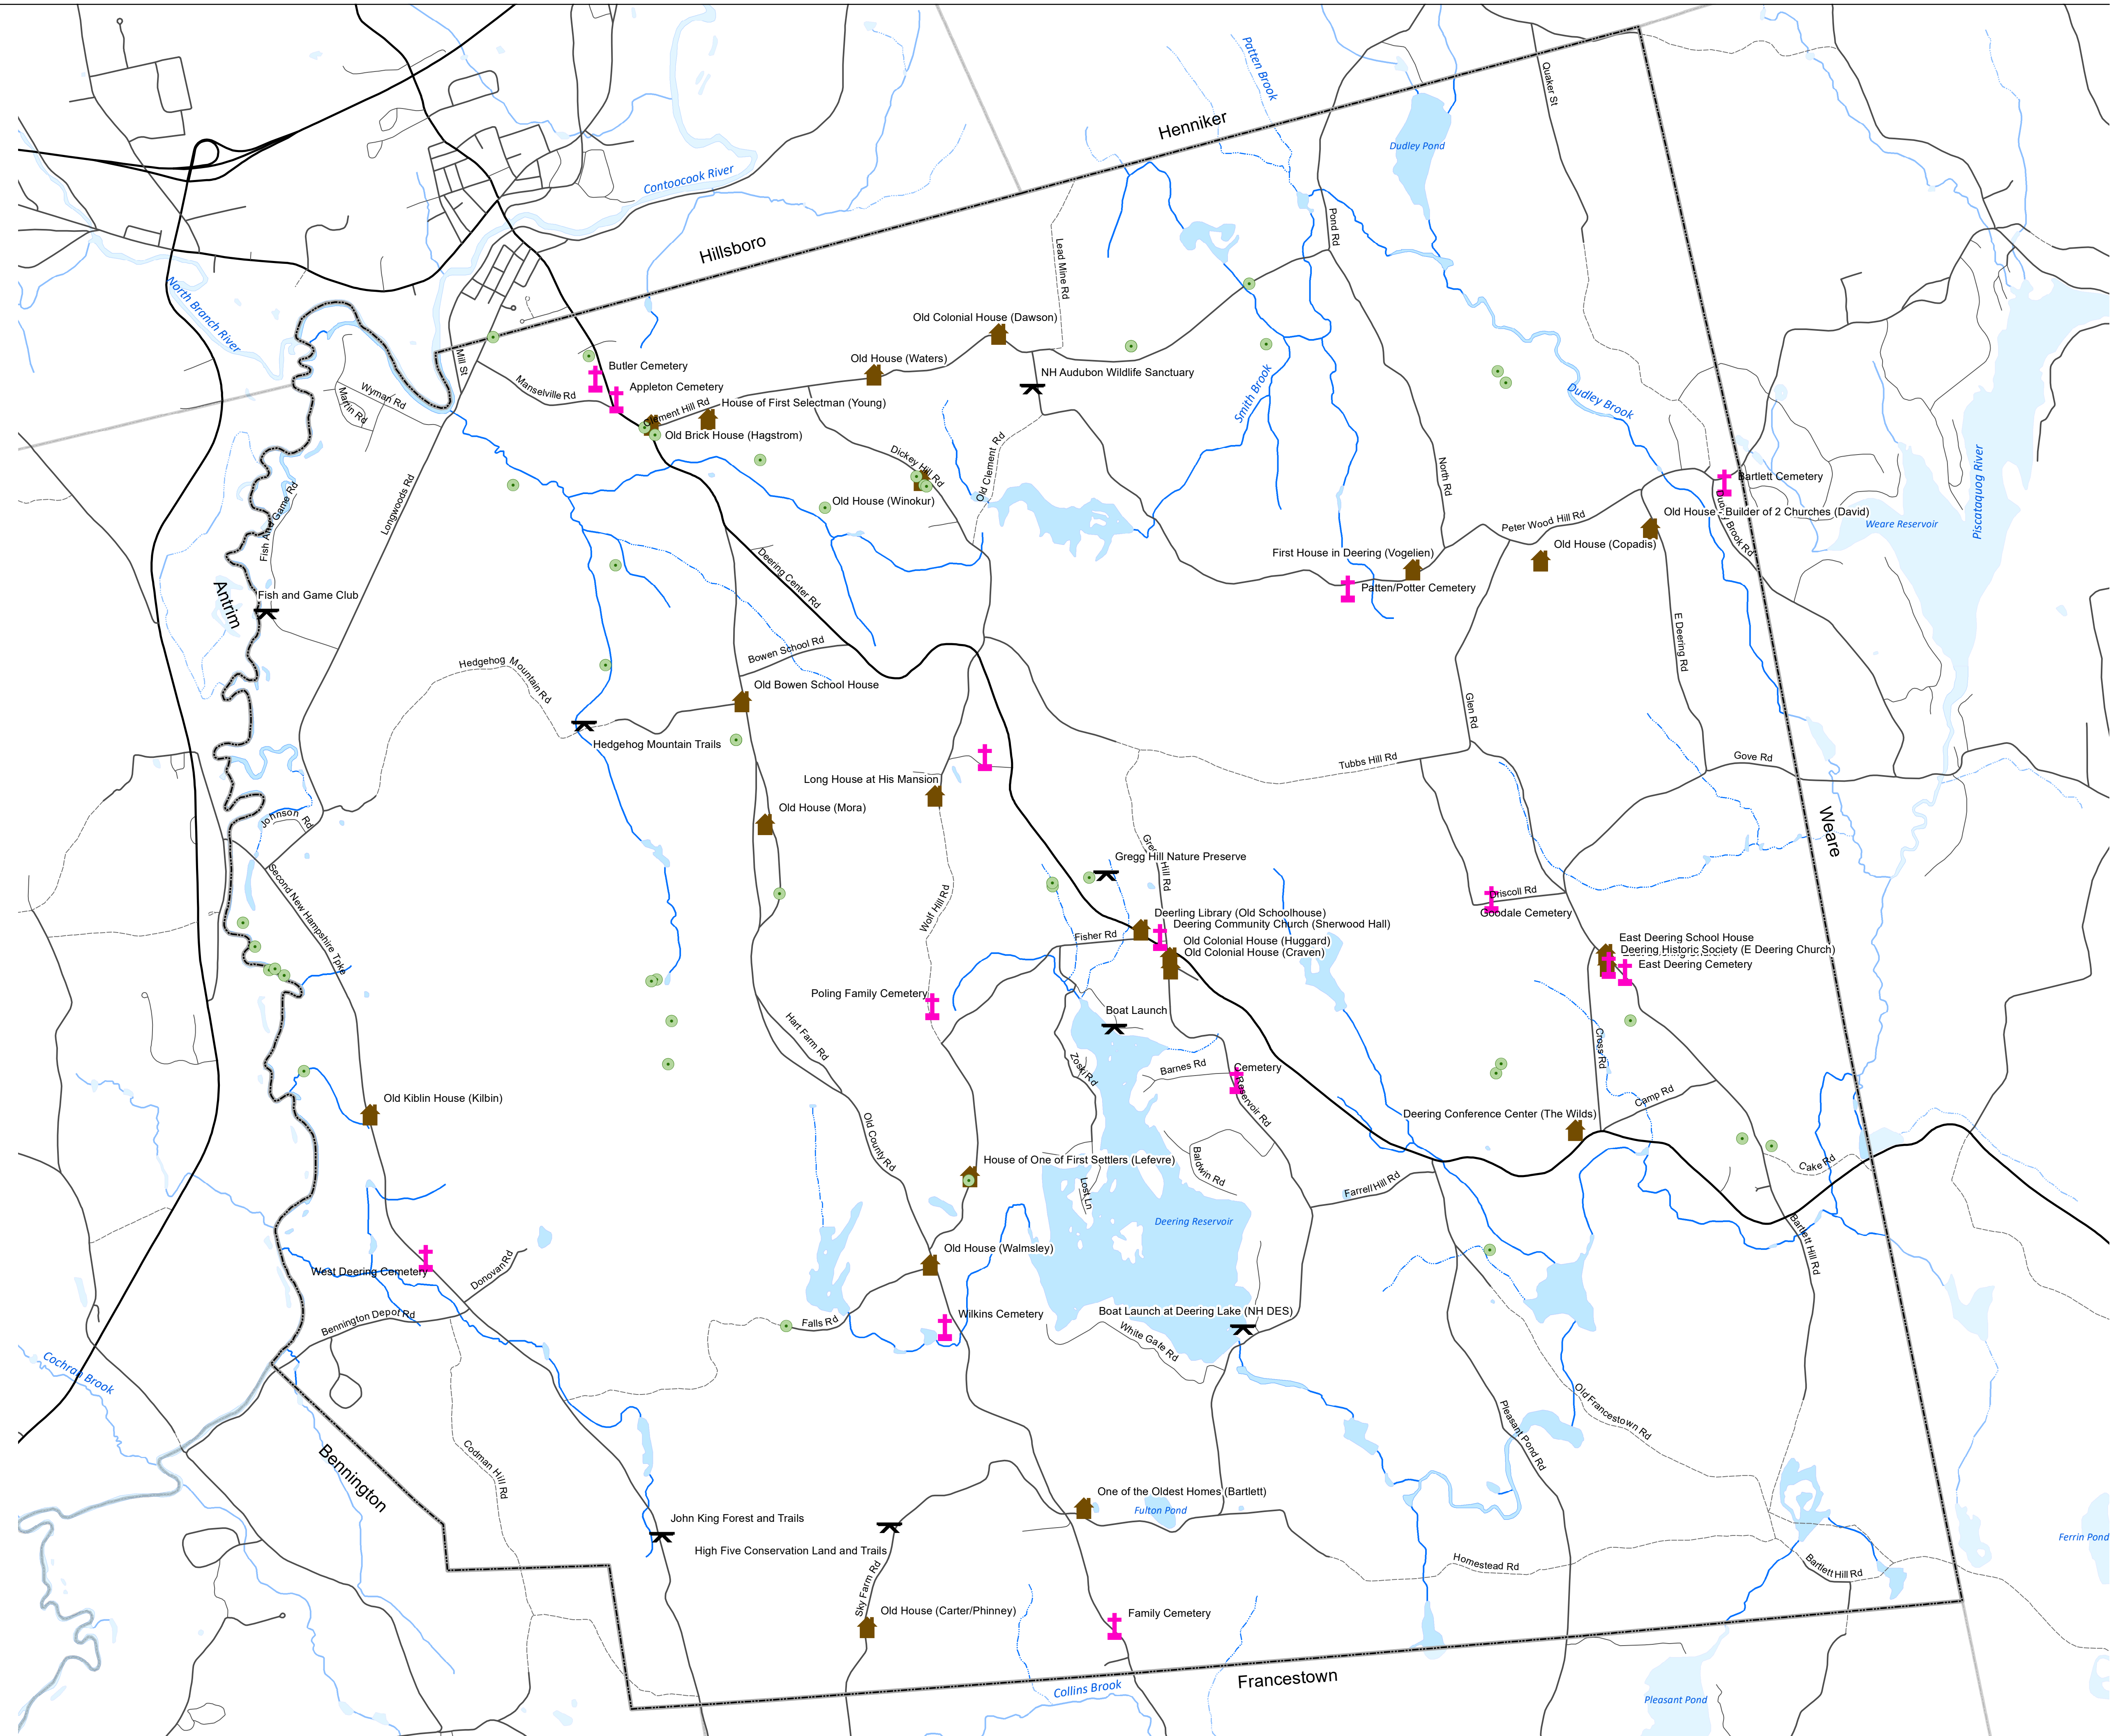 Patten Brook
Quaker St
Henniker
Dudley Pond
Contoocook River
Hillsboro
Pond Rd
Lead Mine Rd
North Branch River
Old Colonial House (Dawson)
Mill St
Old House (Waters)
Butler Cemetery
NH Audubon Wildlife Sanctuary
Manselville Rd
Appleton Cemetery
Wyman Rd
Martin Rd
Smith Brook
Dudley Brook
Clement Hill Rd
House of First Selectman (Young)
Old Brick House (Hagstrom)
Dickey Hill Rd
Old Clement Rd
North Rd
Bartlett Cemetery
Piscataquog River
Longwoods Rd
Fish And Game Rd
Old House (Winokur)
Old House - Builder of 2 Churches (David)
Peter Wood Hill Rd
Weare Reservoir
Brook Rd
Old House (Copadis)
First House in Deering (Vogelien)
Patten/Potter Cemetery
Deering Center Rd
Fish and Game Club
Antrim
E Deering Rd
Bowen School Rd
Hedgehog Mountain Rd
Old Bowen School House
Glen Rd
Hedgehog Mountain Trails
Tubbs Hill Rd
Gove Rd
Long House at His Mansion
Old House (Mora)
Johnson Rd
Weare
Gregg Hill Rd
Gregg Hill Nature Preserve
Second New Hampshire Tpke
Wolf Hill Rd
Driscoll Rd
Goodale Cemetery
Deerling Library (Old Schoolhouse)
Deering Community Church (Sherwood Hall)
Fisher Rd
Old Colonial House (Huggard)
Old Colonial House (Craven)
East Deering School House
Deering Historic Society (E Deering Church)
East Deering Cemetery
Poling Family Cemetery
Boat Launch
Hart Farm Rd
Zoski Rd
Barnes Rd
Cemetery
Reservoir Rd
Cross Rd
Camp Rd
Old Kiblin House (Kilbin)
Deering Conference Center (The Wilds)
Old County Rd
House of One of First Settlers (Lefevre)
Baldwin Rd
Lost Ln
Farrell Hill Rd
Cake Rd
Deering Reservoir
Bartlett Hill Rd
Old House (Walmsley)
West Deering Cemetery
Donovan Rd
Bennington Depot Rd
Falls Rd
Wilkins Cemetery
Boat Launch at Deering Lake (NH DES)
White Gate Rd
Cochran Brook
Old Francestown Rd
Pleasant Pond Rd
Bennington
Codman Hill Rd
One of the Oldest Homes (Bartlett)
Fulton Pond
John King Forest and Trails
High Five Conservation Land and Trails
Ferrin Pond
Homestead Rd
Bartlett Hill Rd
Sky Farm Rd
Old House (Carter/Phinney)
Family Cemetery
Francestown
Collins Brook
Pleasant Pond